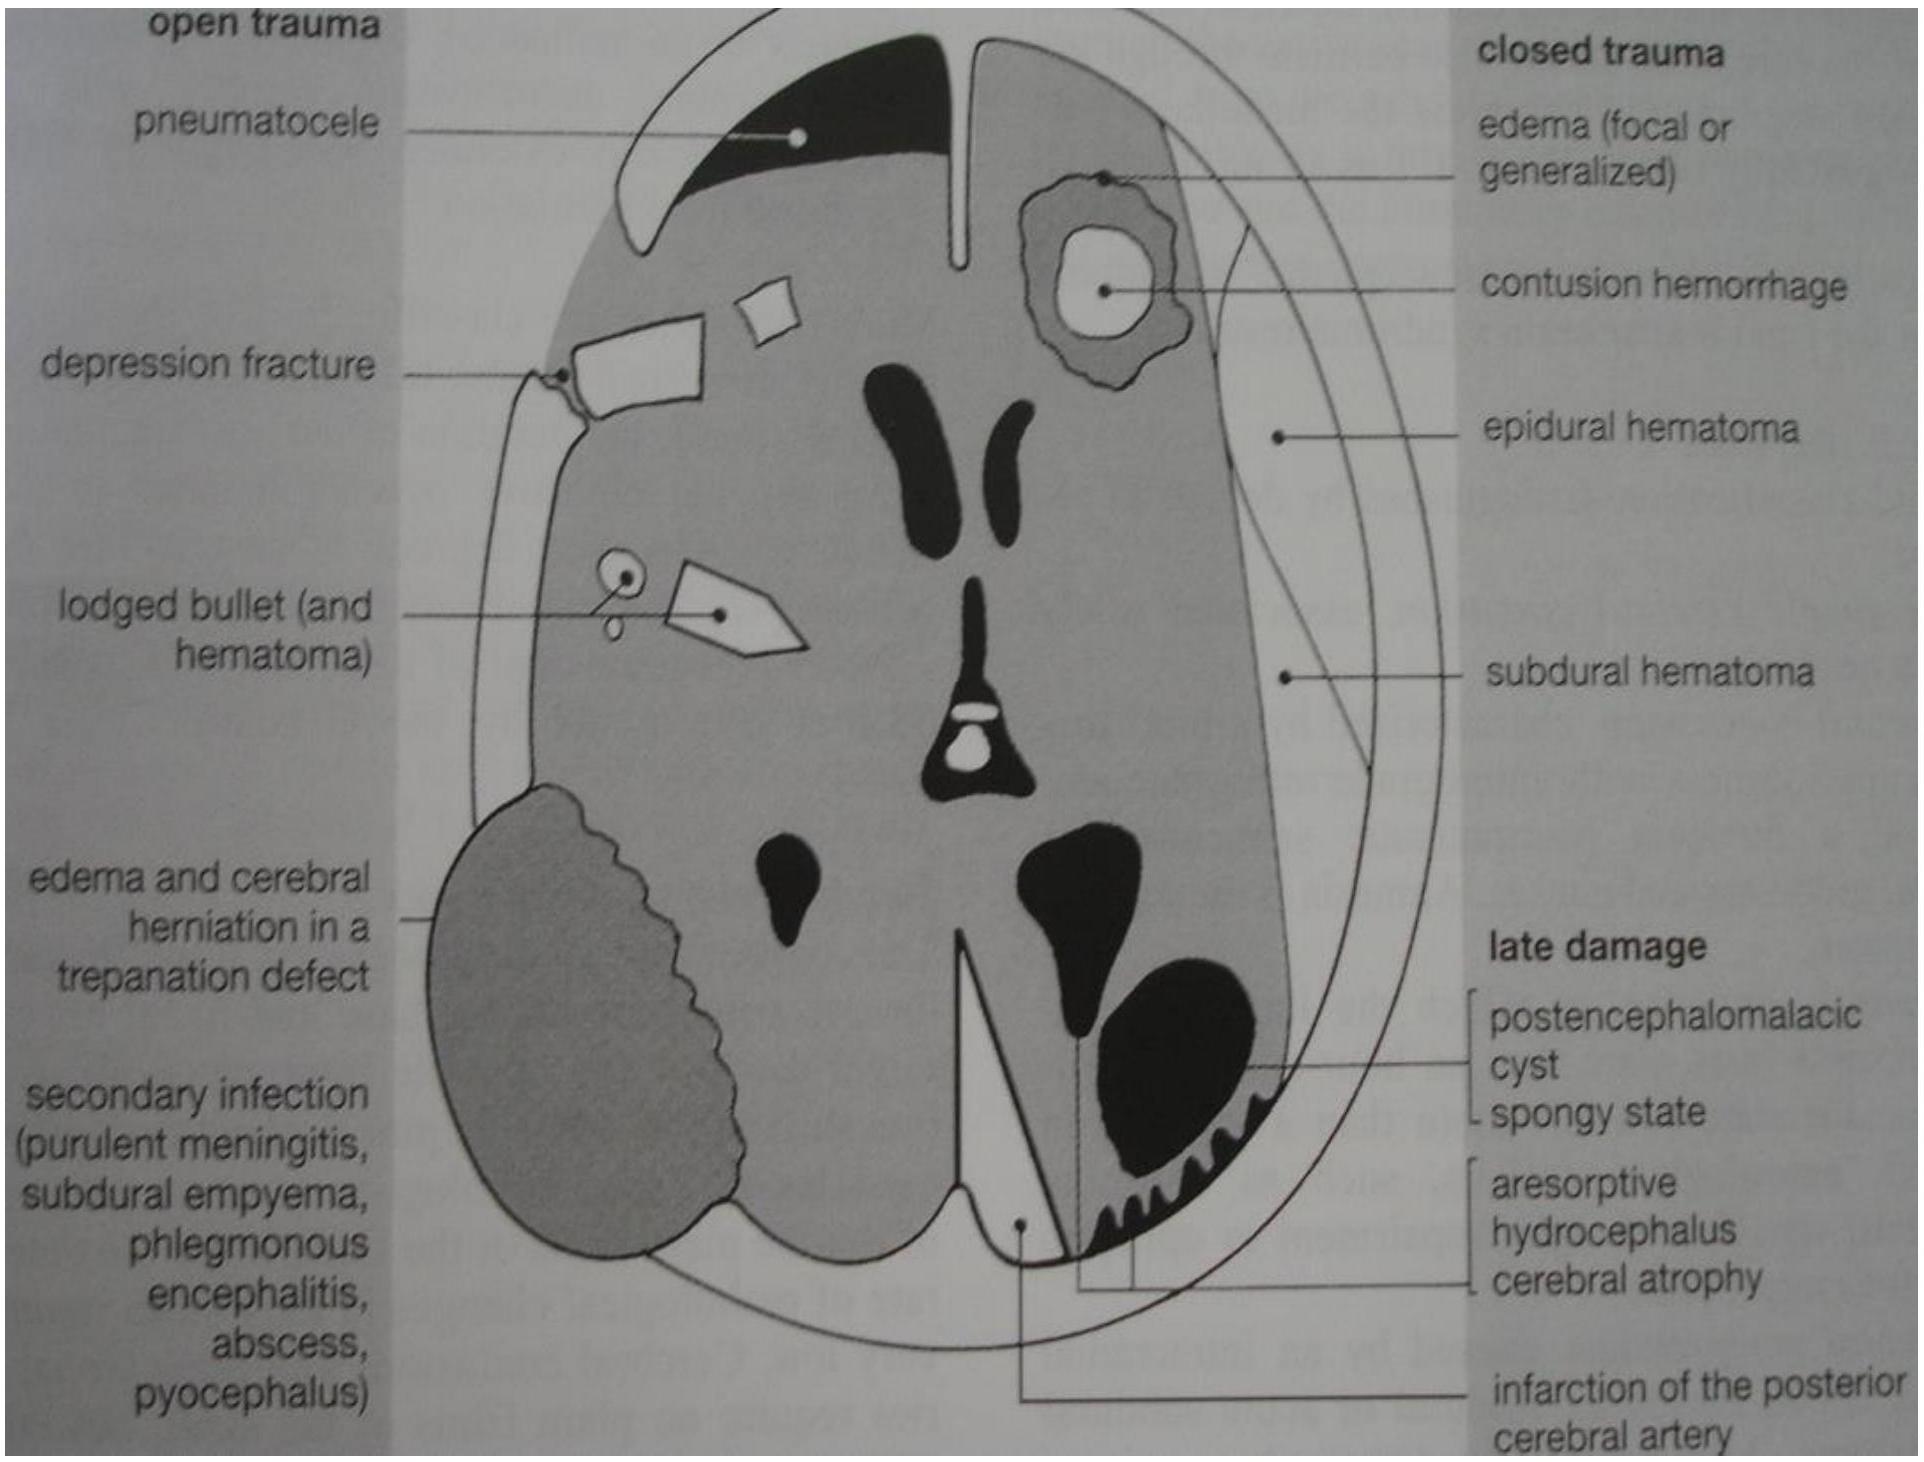 open trauma
pneumatocele
depression fracture
lodged bullet (and
hematoma)
edema and cerebral
herniation in a
trepanation defect
secondary infection
(purulent meningitis,
subdural empyema,
phlegmonous
encephalitis,
abscess,
pyocephalus)
closed trauma
edema (focal or
generalized)
contusion hemorrhage
epidural hematoma
subdural hematoma
late damage
postencephalomalacic
cyst
spongy state
aresorptive
hydrocephalus
cerebral atrophy
infarction of the posterior
cerebral artery